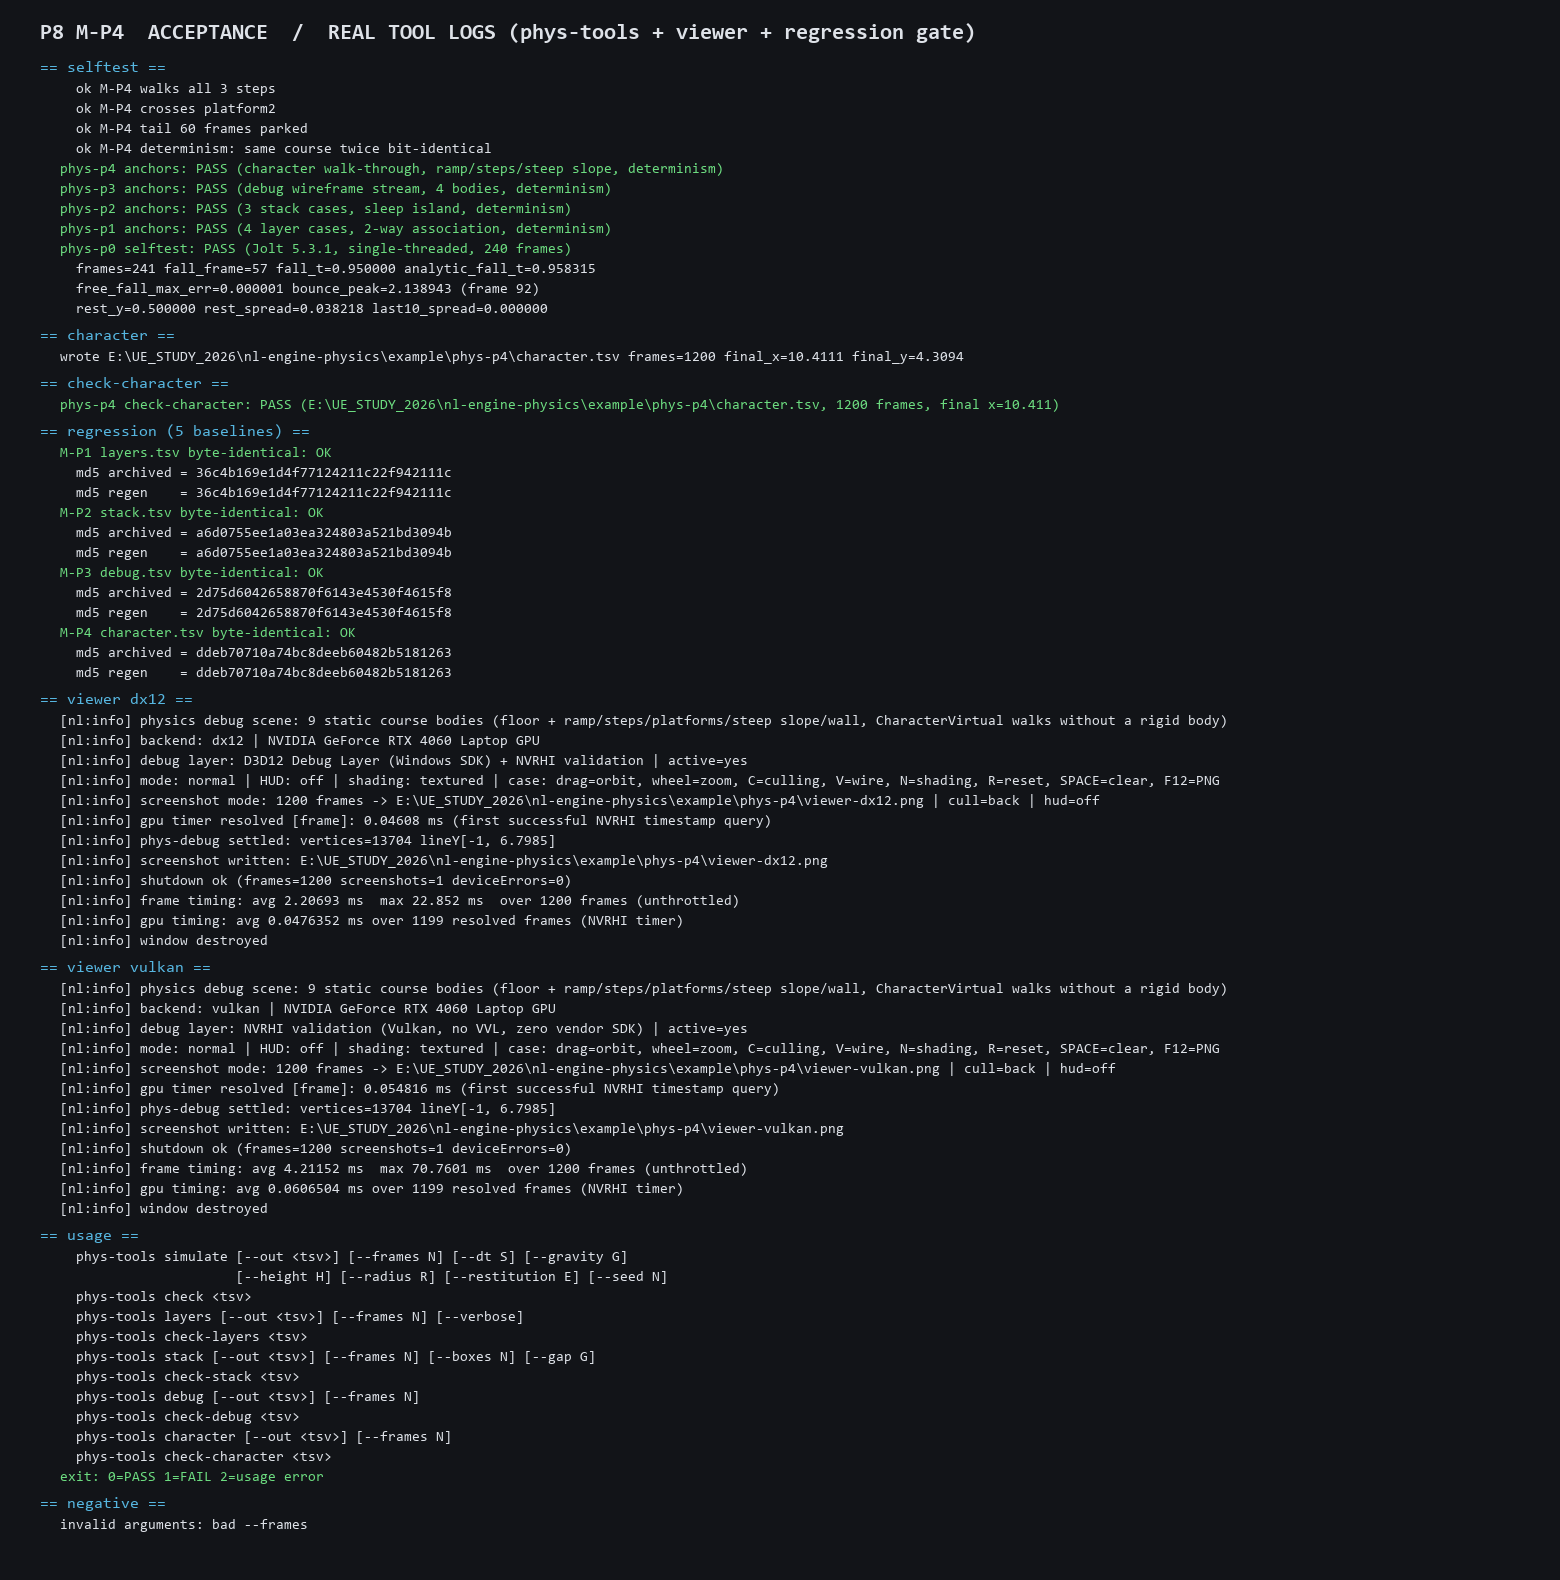 P8 M-P4  ACCEPTANCE  /  REAL TOOL LOGS (phys-tools + viewer + regression gate)
== selftest ==
ok M-P4 walks all 3 steps
ok M-P4 crosses platform2
ok M-P4 tail 60 frames parked
ok M-P4 determinism: same course twice bit-identical
phys-p4 anchors: PASS (character walk-through, ramp/steps/steep slope, determinism)
phys-p3 anchors: PASS (debug wireframe stream, 4 bodies, determinism)
phys-p2 anchors: PASS (3 stack cases, sleep island, determinism)
phys-p1 anchors: PASS (4 layer cases, 2-way association, determinism)
phys-p0 selftest: PASS (Jolt 5.3.1, single-threaded, 240 frames)
frames=241 fall_frame=57 fall_t=0.950000 analytic_fall_t=0.958315
free_fall_max_err=0.000001 bounce_peak=2.138943 (frame 92)
rest_y=0.500000 rest_spread=0.038218 last10_spread=0.000000
== character ==
wrote E:\UE_STUDY_2026\nl-engine-physics\example\phys-p4\character.tsv frames=1200 final_x=10.4111 final_y=4.3094
== check-character ==
phys-p4 check-character: PASS (E:\UE_STUDY_2026\nl-engine-physics\example\phys-p4\character.tsv, 1200 frames, final x=10.411)
== regression (5 baselines) ==
M-P1 layers.tsv byte-identical: OK
md5 archived = 36c4b169e1d4f77124211c22f942111c
md5 regen    = 36c4b169e1d4f77124211c22f942111c
M-P2 stack.tsv byte-identical: OK
md5 archived = a6d0755ee1a03ea324803a521bd3094b
md5 regen    = a6d0755ee1a03ea324803a521bd3094b
M-P3 debug.tsv byte-identical: OK
md5 archived = 2d75d6042658870f6143e4530f4615f8
md5 regen    = 2d75d6042658870f6143e4530f4615f8
M-P4 character.tsv byte-identical: OK
md5 archived = ddeb70710a74bc8deeb60482b5181263
md5 regen    = ddeb70710a74bc8deeb60482b5181263
== viewer dx12 ==
[nl:info] physics debug scene: 9 static course bodies (floor + ramp/steps/platforms/steep slope/wall, CharacterVirtual walks without a rigid body)
[nl:info] backend: dx12 | NVIDIA GeForce RTX 4060 Laptop GPU
[nl:info] debug layer: D3D12 Debug Layer (Windows SDK) + NVRHI validation | active=yes
[nl:info] mode: normal | HUD: off | shading: textured | case: drag=orbit, wheel=zoom, C=culling, V=wire, N=shading, R=reset, SPACE=clear, F12=PNG
[nl:info] screenshot mode: 1200 frames -> E:\UE_STUDY_2026\nl-engine-physics\example\phys-p4\viewer-dx12.png | cull=back | hud=off
[nl:info] gpu timer resolved [frame]: 0.04608 ms (first successful NVRHI timestamp query)
[nl:info] phys-debug settled: vertices=13704 lineY[-1, 6.7985]
[nl:info] screenshot written: E:\UE_STUDY_2026\nl-engine-physics\example\phys-p4\viewer-dx12.png
[nl:info] shutdown ok (frames=1200 screenshots=1 deviceErrors=0)
[nl:info] frame timing: avg 2.20693 ms  max 22.852 ms  over 1200 frames (unthrottled)
[nl:info] gpu timing: avg 0.0476352 ms over 1199 resolved frames (NVRHI timer)
[nl:info] window destroyed
== viewer vulkan ==
[nl:info] physics debug scene: 9 static course bodies (floor + ramp/steps/platforms/steep slope/wall, CharacterVirtual walks without a rigid body)
[nl:info] backend: vulkan | NVIDIA GeForce RTX 4060 Laptop GPU
[nl:info] debug layer: NVRHI validation (Vulkan, no VVL, zero vendor SDK) | active=yes
[nl:info] mode: normal | HUD: off | shading: textured | case: drag=orbit, wheel=zoom, C=culling, V=wire, N=shading, R=reset, SPACE=clear, F12=PNG
[nl:info] screenshot mode: 1200 frames -> E:\UE_STUDY_2026\nl-engine-physics\example\phys-p4\viewer-vulkan.png | cull=back | hud=off
[nl:info] gpu timer resolved [frame]: 0.054816 ms (first successful NVRHI timestamp query)
[nl:info] phys-debug settled: vertices=13704 lineY[-1, 6.7985]
[nl:info] screenshot written: E:\UE_STUDY_2026\nl-engine-physics\example\phys-p4\viewer-vulkan.png
[nl:info] shutdown ok (frames=1200 screenshots=1 deviceErrors=0)
[nl:info] frame timing: avg 4.21152 ms  max 70.7601 ms  over 1200 frames (unthrottled)
[nl:info] gpu timing: avg 0.0606504 ms over 1199 resolved frames (NVRHI timer)
[nl:info] window destroyed
== usage ==
phys-tools simulate [--out <tsv>] [--frames N] [--dt S] [--gravity G]
[--height H] [--radius R] [--restitution E] [--seed N]
phys-tools check <tsv>
phys-tools layers [--out <tsv>] [--frames N] [--verbose]
phys-tools check-layers <tsv>
phys-tools stack [--out <tsv>] [--frames N] [--boxes N] [--gap G]
phys-tools check-stack <tsv>
phys-tools debug [--out <tsv>] [--frames N]
phys-tools check-debug <tsv>
phys-tools character [--out <tsv>] [--frames N]
phys-tools check-character <tsv>
exit: 0=PASS 1=FAIL 2=usage error
== negative ==
invalid arguments: bad --frames